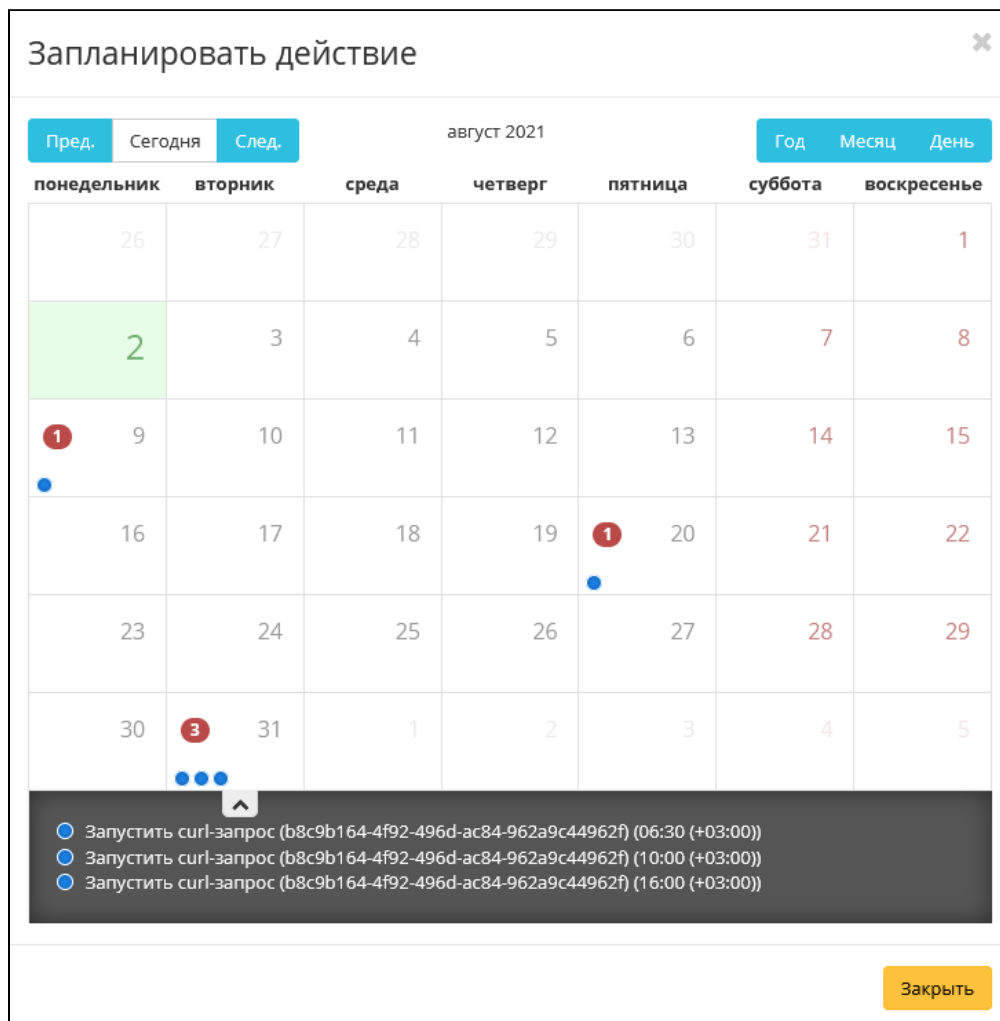 Запланировать действие ×
Пред. Сегодня След. август 2021 Год Месяц День
понедельник вторник среда четверг пятница суббота воскресенье
26 27 28 29 30 31 1
2 3 4 5 6 7 8
1 9 10 11 12 13 14 15
16 17 18 19 1 20 21 22
23 24 25 26 27 28 29
30 3 31 1 2 3 4 5
Запустить curl-запрос (b8c9b164-4f92-496d-ac84-962a9c44962f) (06:30 (+03:00))
Запустить curl-запрос (b8c9b164-4f92-496d-ac84-962a9c44962f) (10:00 (+03:00))
Запустить curl-запрос (b8c9b164-4f92-496d-ac84-962a9c44962f) (16:00 (+03:00))
Закрыть